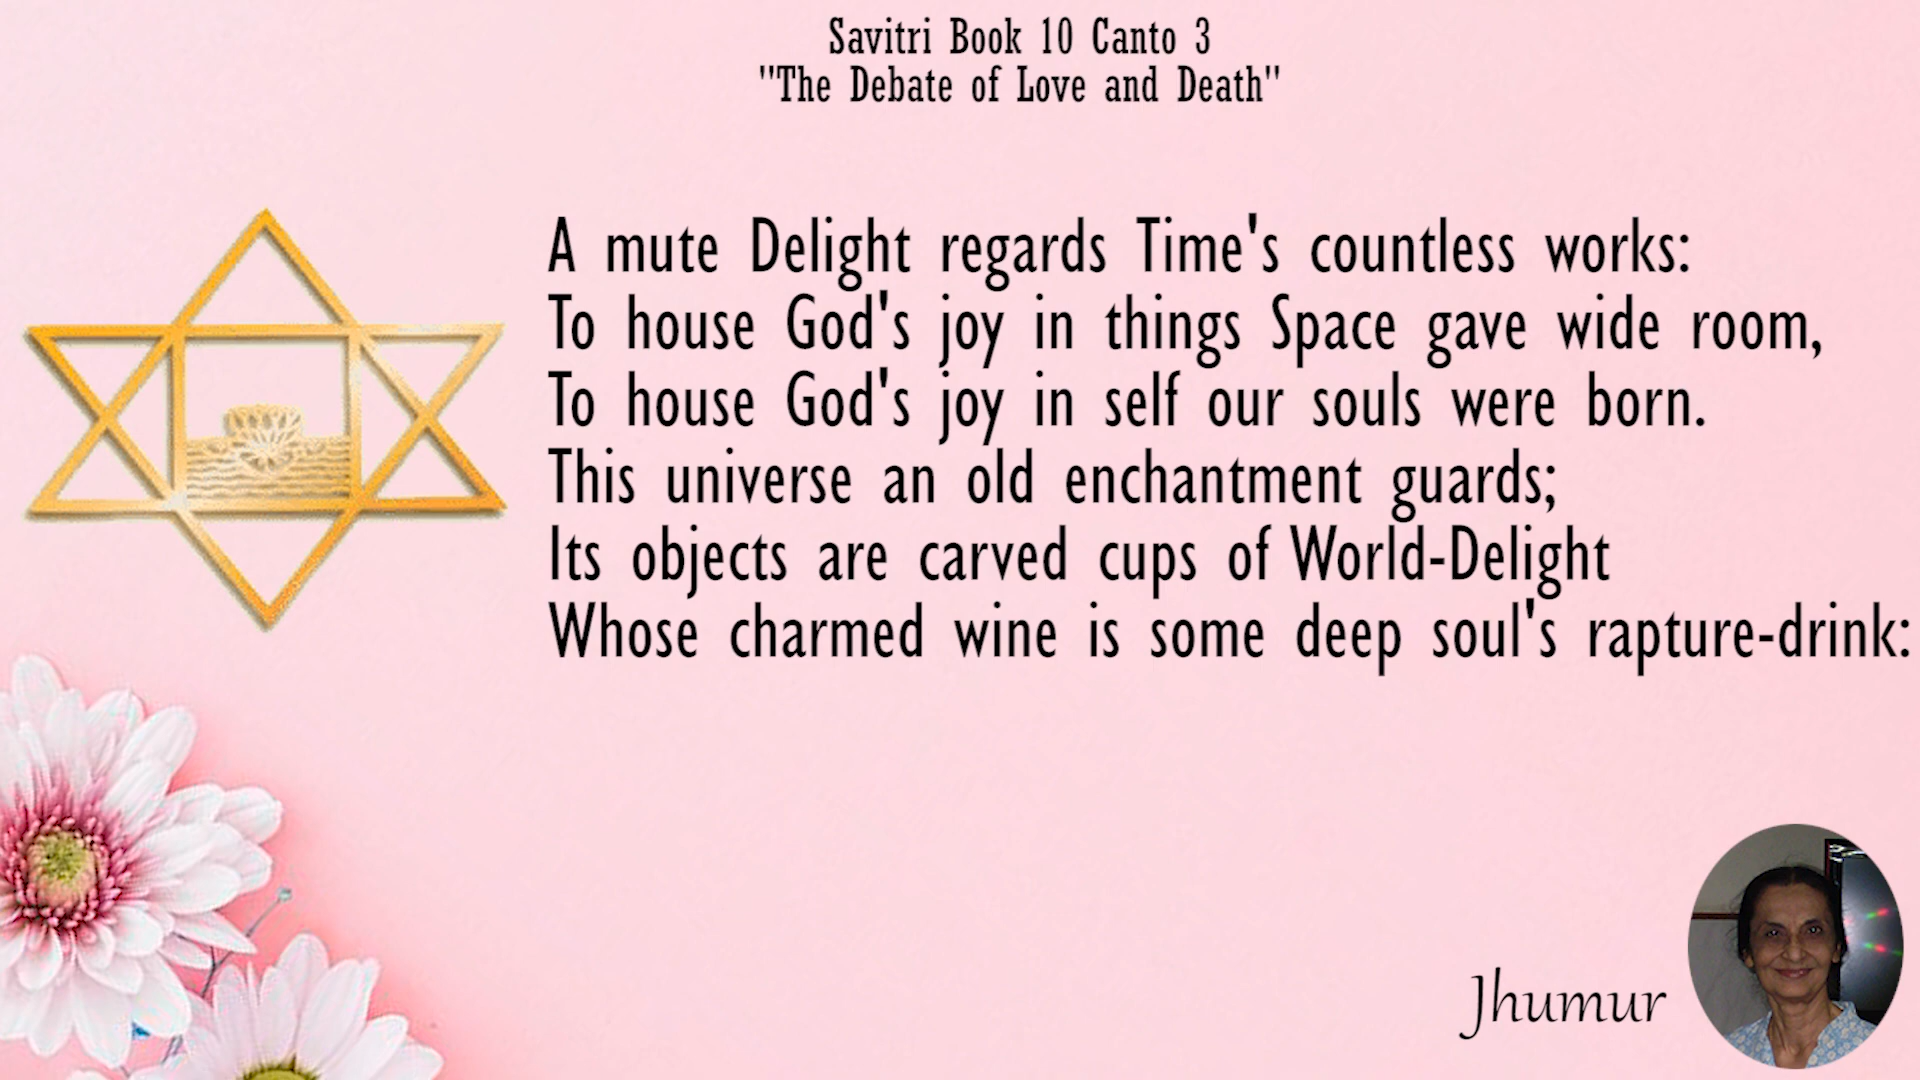 Savitri Book 10 Canto 3
"The Debate of Love and Death"
A mute Delight regards Time's countless works:
To house God's joy in things Space gave wide room,
To house God's joy in self our souls were born.
This universe an old enchantment guards;
Its objects are carved cups of World-Delight
Whose charmed wine is some deep soul's rapture-drink:
Jhumur